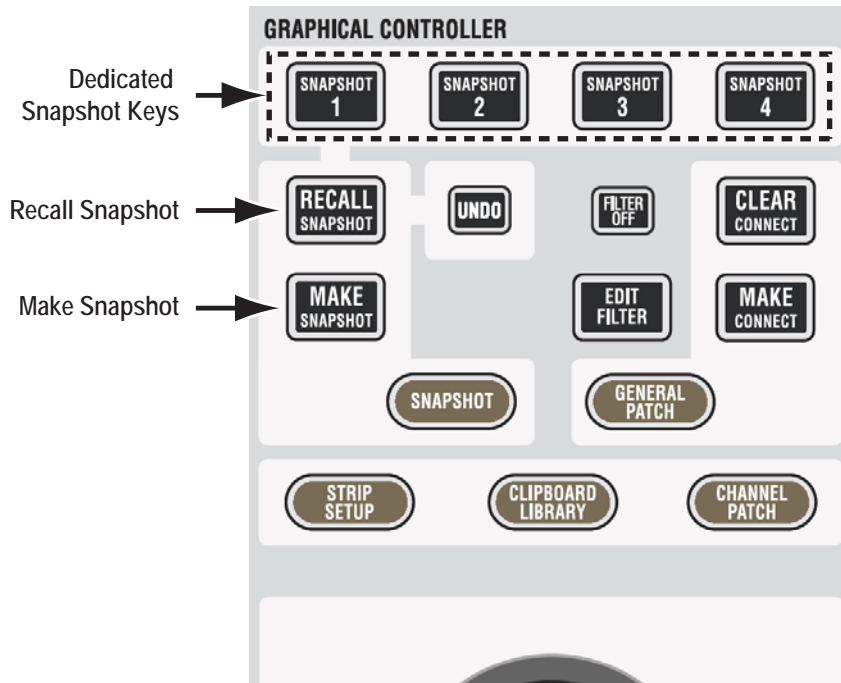 GRAPHICAL CONTROLLER
Dedicated
Snapshot Keys
SNAPSHOT
1
SNAPSHOT
2
SNAPSHOT
3
SNAPSHOT
4
Recall Snapshot
RECALL
SNAPSHOT
UNDO
FILTER
OFF
CLEAR
CONNECT
Make Snapshot
MAKE
SNAPSHOT
EDIT
FILTER
MAKE
CONNECT
SNAPSHOT
GENERAL
PATCH
STRIP
SETUP
CLIPBOARD
LIBRARY
CHANNEL
PATCH